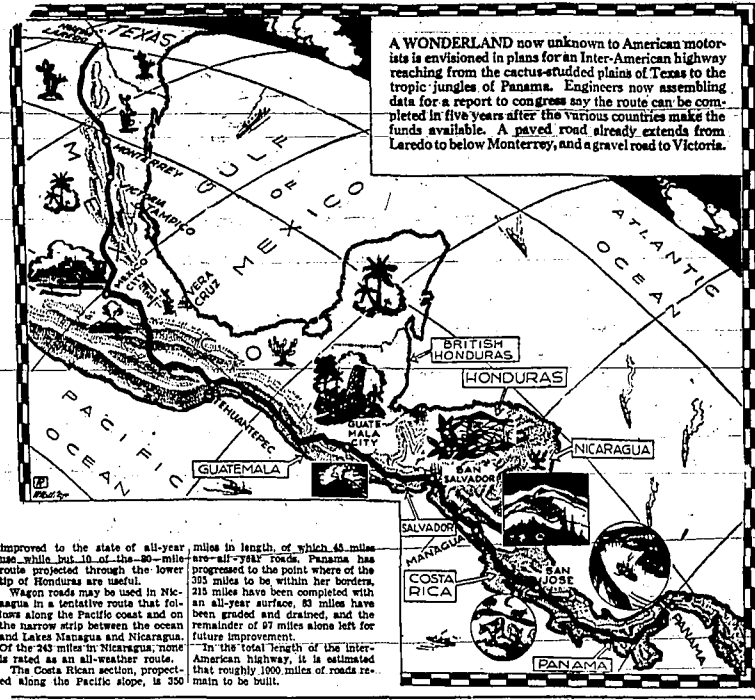 A WONDERLAND now unknown to American motor-
ists is envisioned in plans for an Inter-American highway
reaching from the cactus-studded plains of Texas to the
tropic jungles of Panama. Engineers now assembling
data for a report to congress say the route can be com-
pleted in five years after the various countries make the
funds available. A paved road already extends from
Laredo to below Monterrey, and a gravel road to Victoria.
TEXAS
LAREDO
MONTERREY
VICTORIA
TAMPICO
MEXICO
CITY
VERA
CRUZ
MEXICO
GULF
OF
MEXICO
ATLANTIC
OCEAN
PACIFIC
OCEAN
TEHUANTEPEC
BRITISH
HONDURAS
HONDURAS
GUATE
MALA
CITY
GUATEMALA
SAN
SALVADOR
NICARAGUA
SALVADOR
MANAGUA
COSTA
RICA
SAN
JOSE
PANAMA
PANAMA
improved to the state of all-year
use while but 10 of the 80-mile
route projected through the lower
tip of Honduras are useful.
Wagon roads may be used in Nic-
aragua in a tentative route that fol-
lows along the Pacific coast and on
the narrow strip between the ocean
and Lakes Managua and Nicaragua.
Of the 243 miles in Nicaragua, none
is rated as an all-weather route.
The Costa Rican section, project-
ed along the Pacific slope, is 350
miles in length, of which 45 miles
are all-year roads. Panama has
progressed to the point where of the
395 miles to be within her borders,
215 miles have been completed with
an all-year surface, 83 miles have
been graded and drained, and the
remainder of 97 miles alone left for
future improvement.
In the total length of the inter-
American highway, it is estimated
that roughly 1000 miles of roads re-
main to be built.